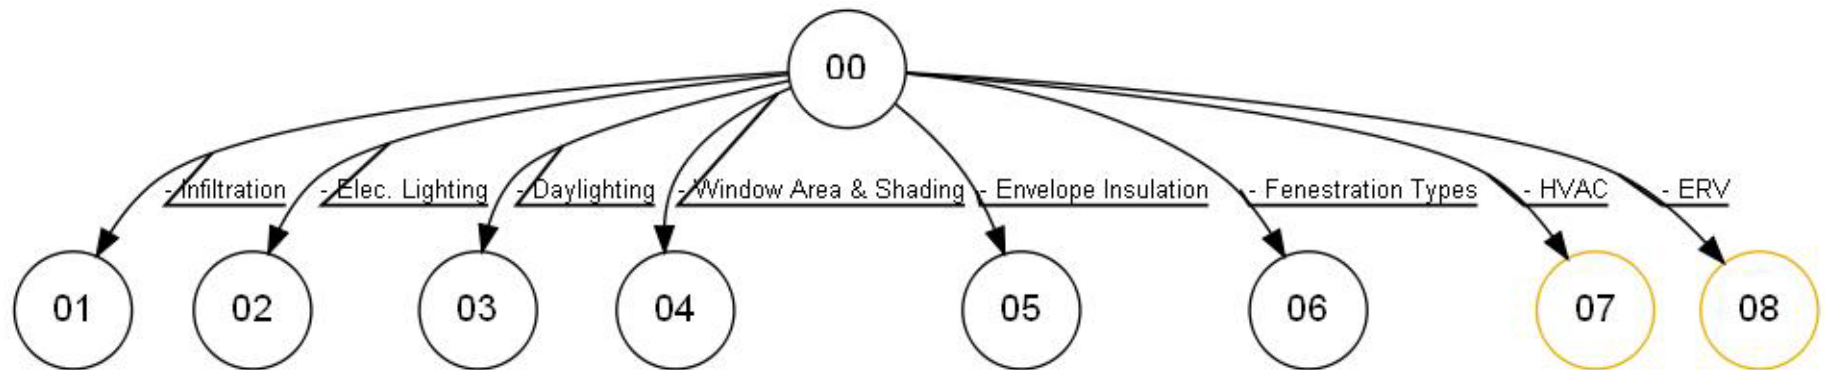 00
- Infiltration
- Elec. Lighting
- Daylighting
- Window Area & Shading
- Envelope Insulation
- Fenestration Types
- HVAC
- ERV
01
02
03
04
05
06
07
08